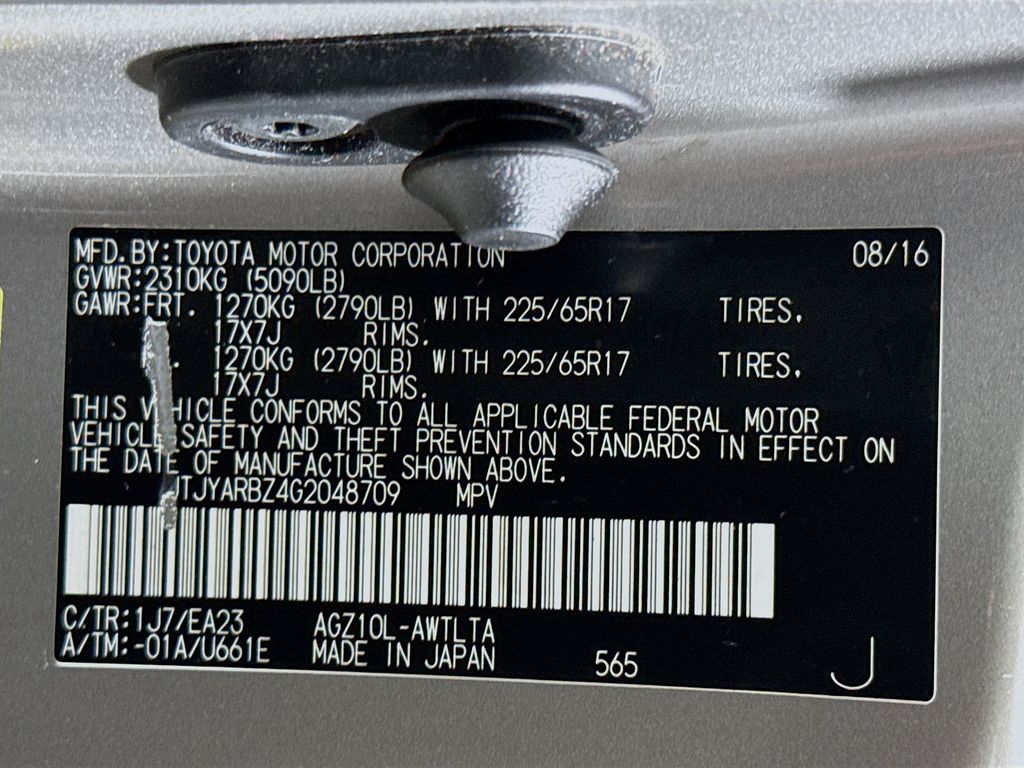 MFD.BY:TOYOTA MOTOR CORPORATION 08/16
GVWR:2310KG (5090LB)
GAWR:FRT. 1270KG (2790LB) WITH 225/65R17 TIRES.
17X7J RIMS.
1270KG (2790LB) WITH 225/65R17 TIRES.
17X7J RIMS.
THIS VEHICLE CONFORMS TO ALL APPLICABLE FEDERAL MOTOR
VEHICLE SAFETY AND THEFT PREVENTION STANDARDS IN EFFECT ON
THE DATE OF MANUFACTURE SHOWN ABOVE.
JTJYARBZ4G2048709 MPV
C/TR:1J7/EA23 AGZ10L-AWTLTA
A/TM:-01A/U661E MADE IN JAPAN 565 J